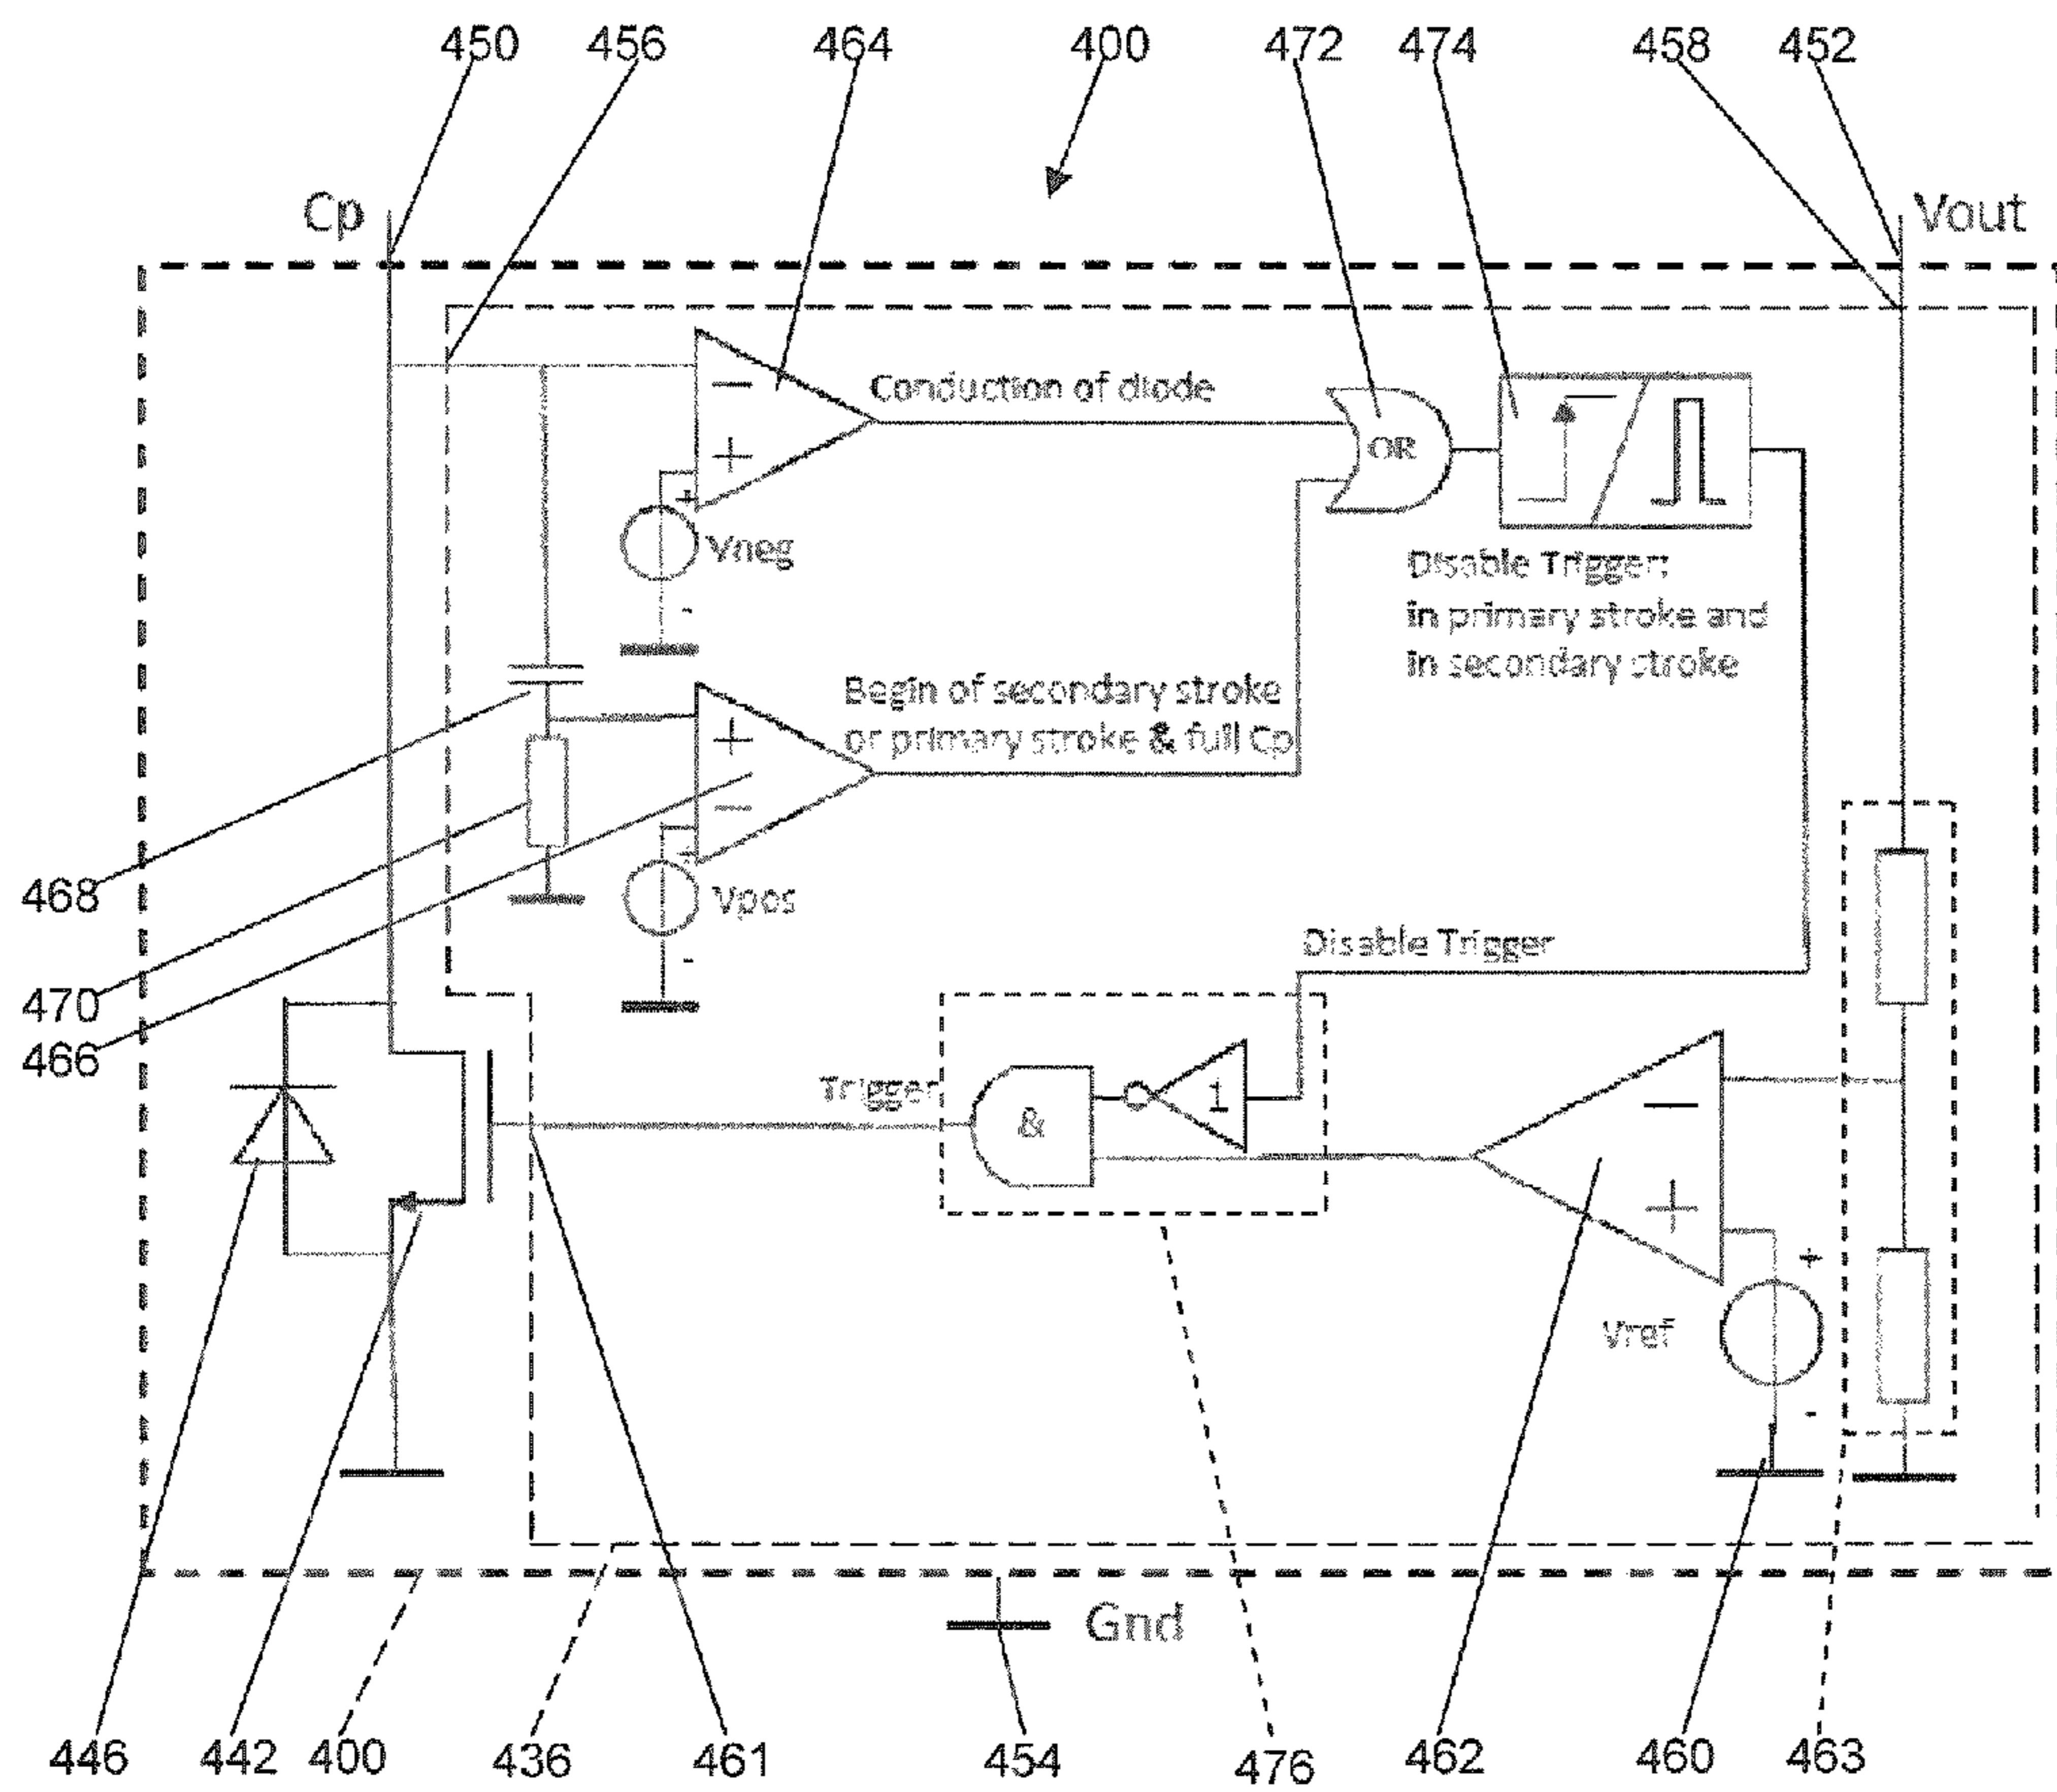 450 456 464 400 472 474 458 452
Cp
Vout
−
Conduction of diode
+
OR
+
Vneg
-
Disable Trigger:
in primary stroke and
in secondary stroke
Begin of secondary stroke
or primary stroke & full Cp
+
−
+
Vpos
-
468
470
466
Disable Trigger
Trigger
&
1
−
+
+
Vref
-
Gnd
446 442 400 436 461 454 476 462 460 463